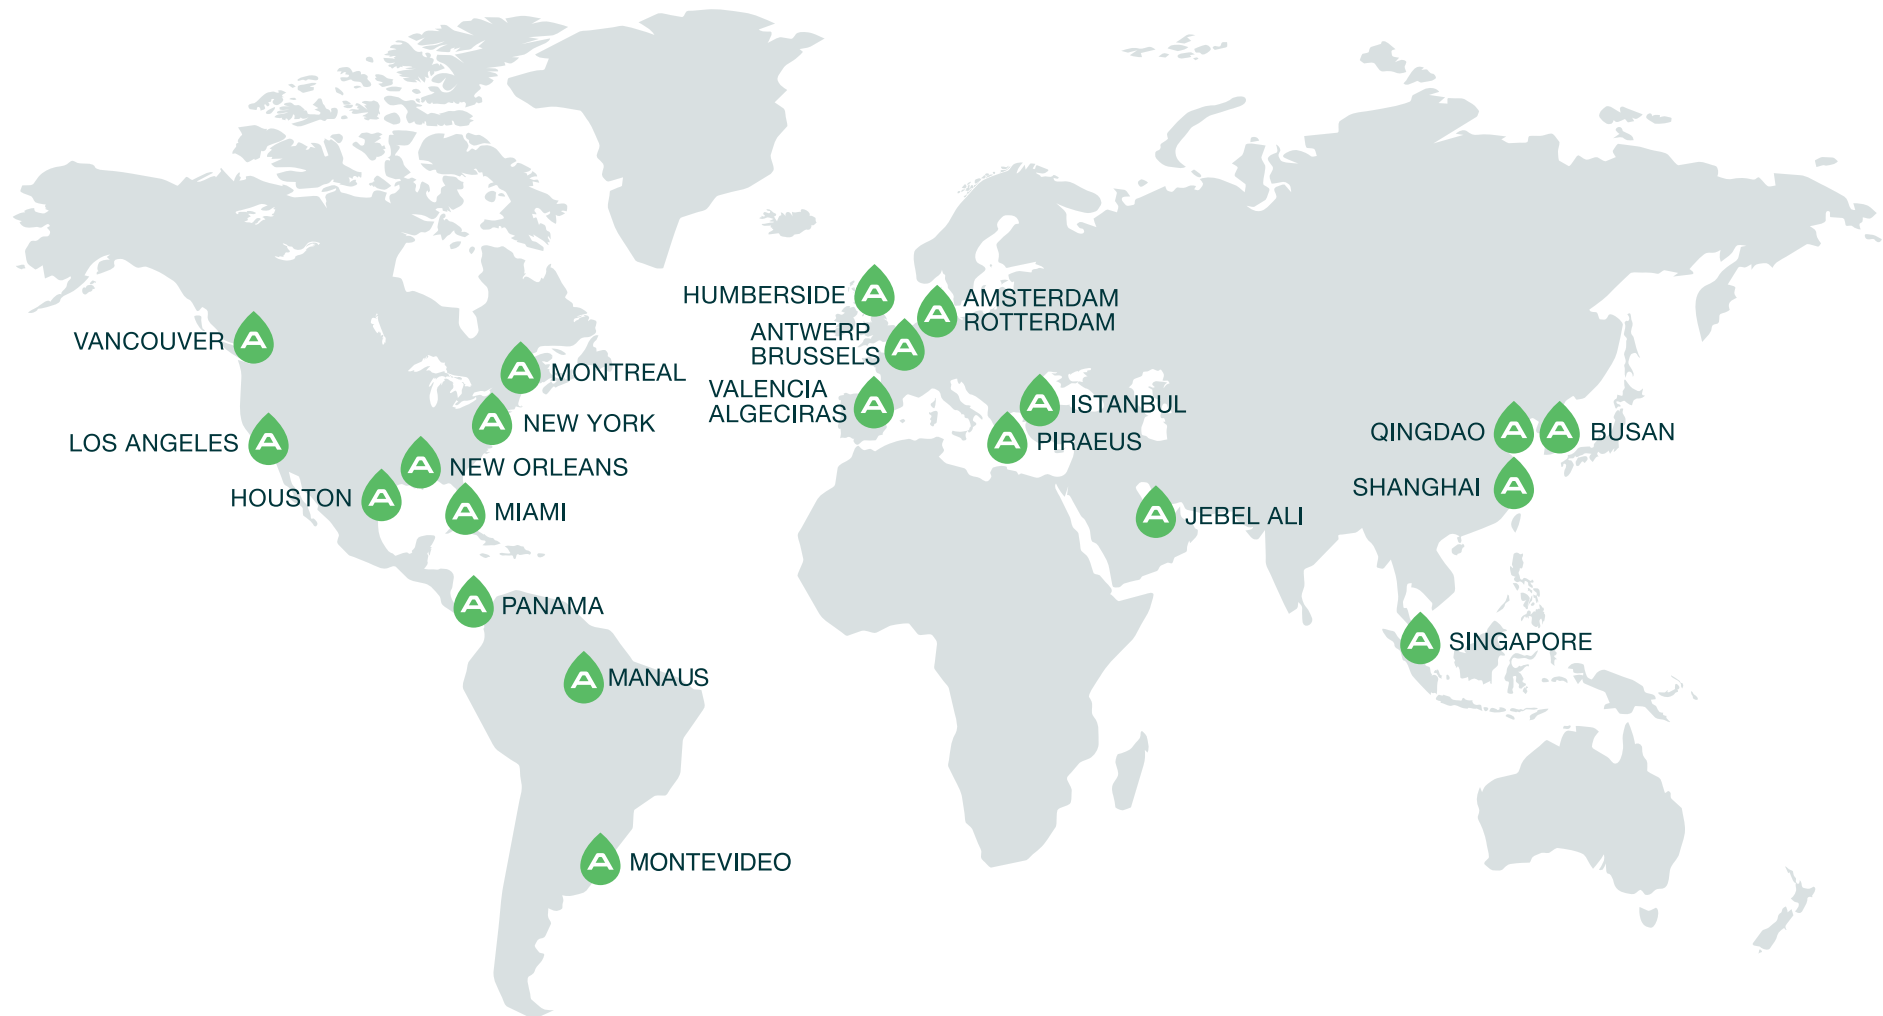 HUMBERSIDE
AMSTERDAM
ROTTERDAM
VANCOUVER
ANTWERP
BRUSSELS
MONTREAL
VALENCIA
ALGECIRAS
ISTANBUL
NEW YORK
QINGDAO
BUSAN
LOS ANGELES
PIRAEUS
NEW ORLEANS
SHANGHAI
HOUSTON
MIAMI
JEBEL ALI
PANAMA
SINGAPORE
MANAUS
MONTEVIDEO